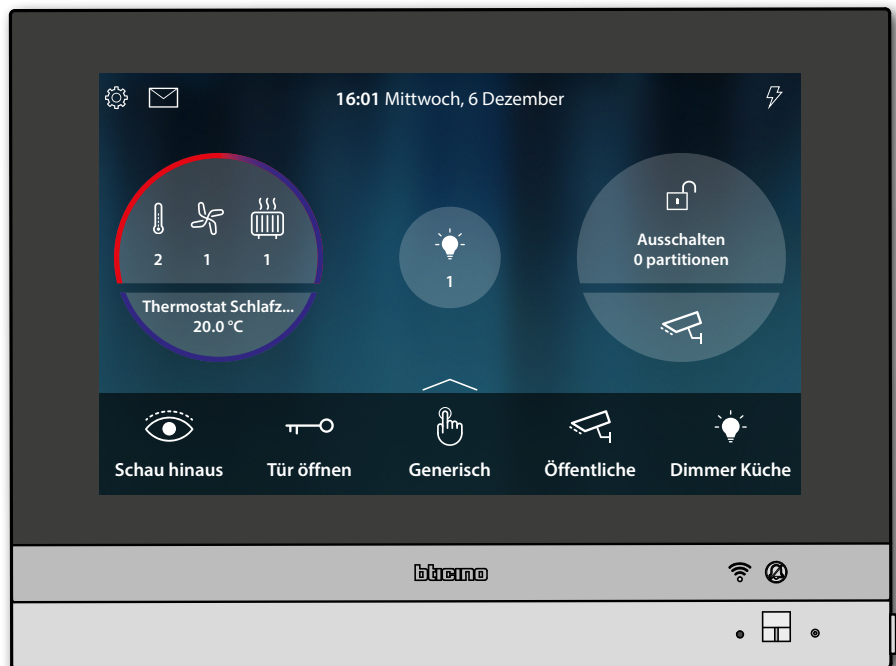 16:01 Mittwoch, 6 Dezember
2 1 1
Thermostat Schlafz...
20.0 °C
1
Ausschalten
0 partitionen
Schau hinaus
Tür öffnen
Generisch
Öffentliche
Dimmer Küche
bticino